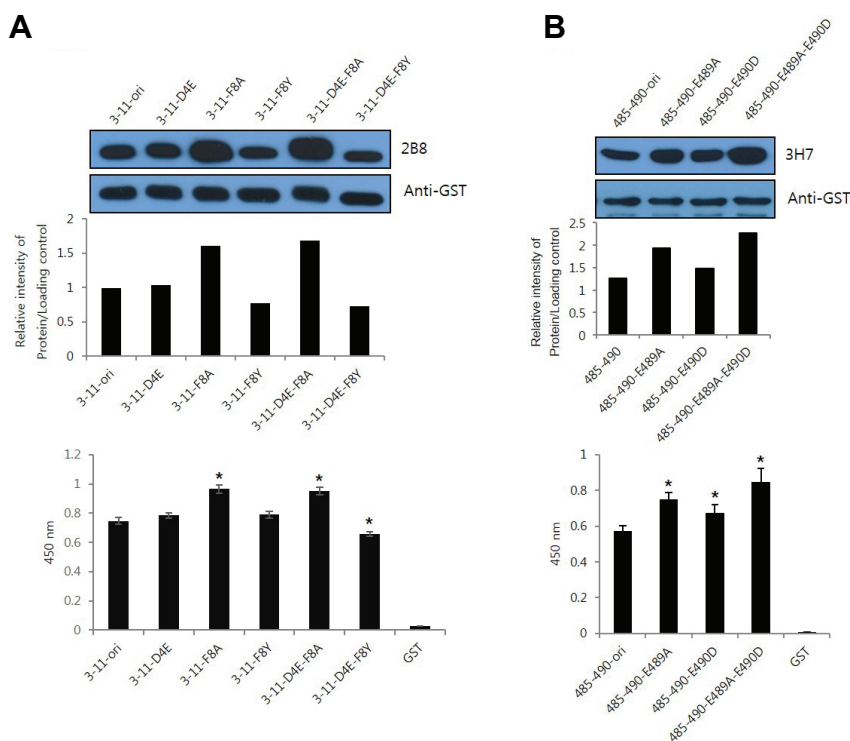 A
3-11-ori
3-11-D4E
3-11-F8A
3-11-F8Y
3-11-D4E-F8A
3-11-D4E-F8Y
2B8
Anti-GST
Relative intensity of
Protein/Loading control
2
1.5
1
0.5
0
3-11-ori
3-11-D4E
3-11-F8A
3-11-F8Y
3-11-D4E-F8A
3-11-D4E-F8Y
450 nm
1.2
1
0.8
0.6
0.4
0.2
0
*
*
*
3-11-ori
3-11-D4E
3-11-F8A
3-11-F8Y
3-11-D4E-F8A
3-11-D4E-F8Y
GST
B
485-490-ori
485-490-E489A
485-490-E490D
485-490-E489A-E490D
3H7
Anti-GST
Relative intensity of
Protein/Loading control
2.5
2
1.5
1
0.5
0
485-490
485-490-E489A
485-490-E490D
485-490-E489A-E490D
450 nm
1
0.8
0.6
0.4
0.2
0
*
*
*
485-490-ori
485-490-E489A
485-490-E490D
485-490-E489A-E490D
GST